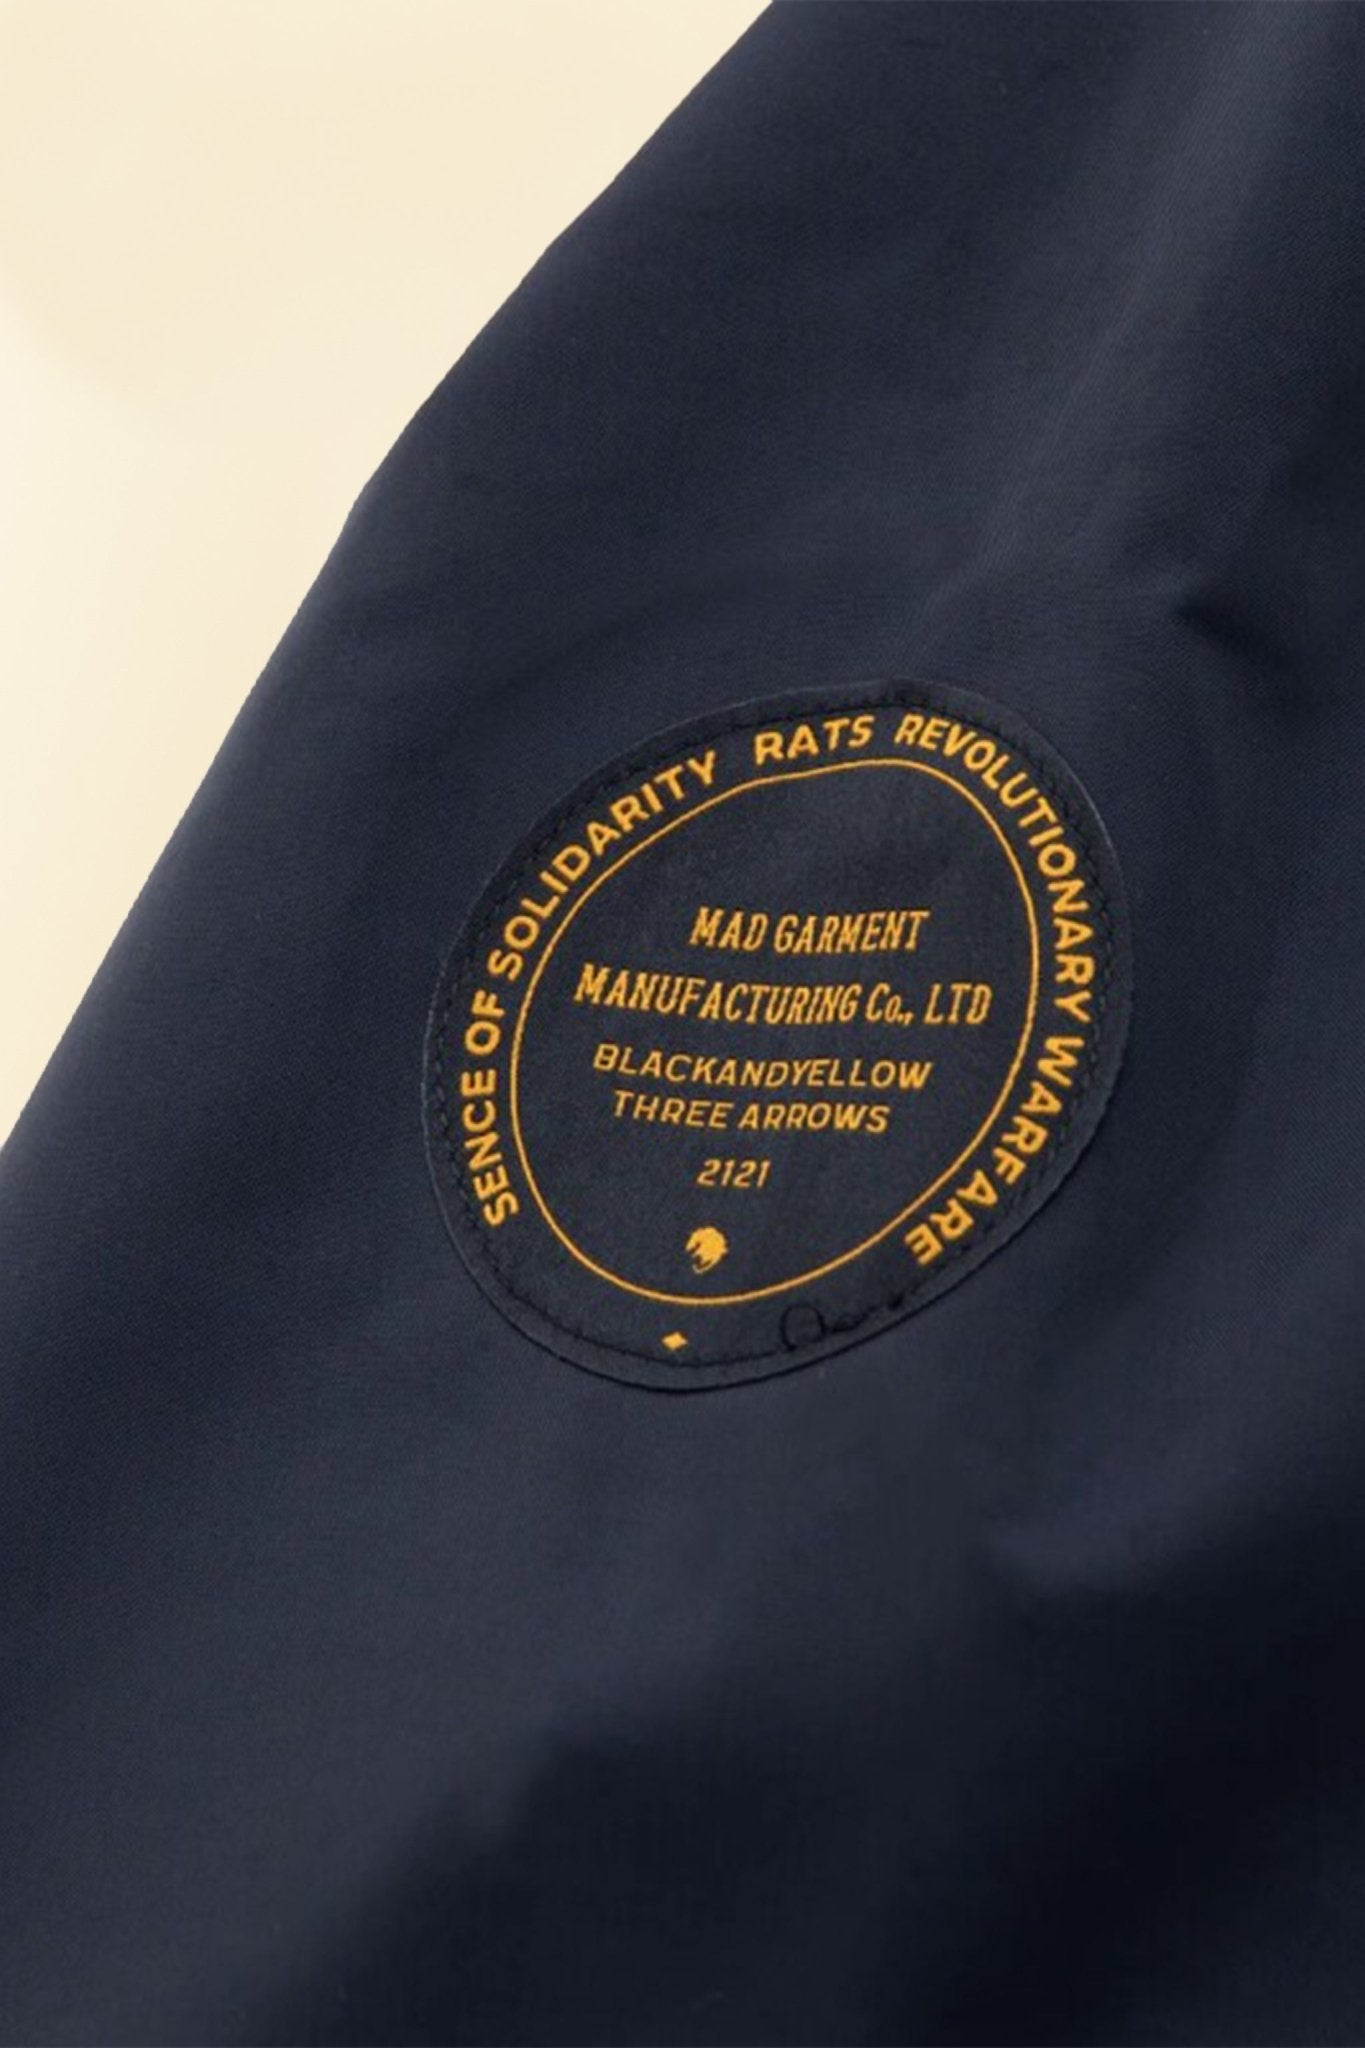 SENCE OF SOLIDARITY RATS REVOLUTIONARY WARFARE
MAD GARMENT
MANUFACTURING Co., LTD
BLACKANDYELLOW
THREE ARROWS
2121